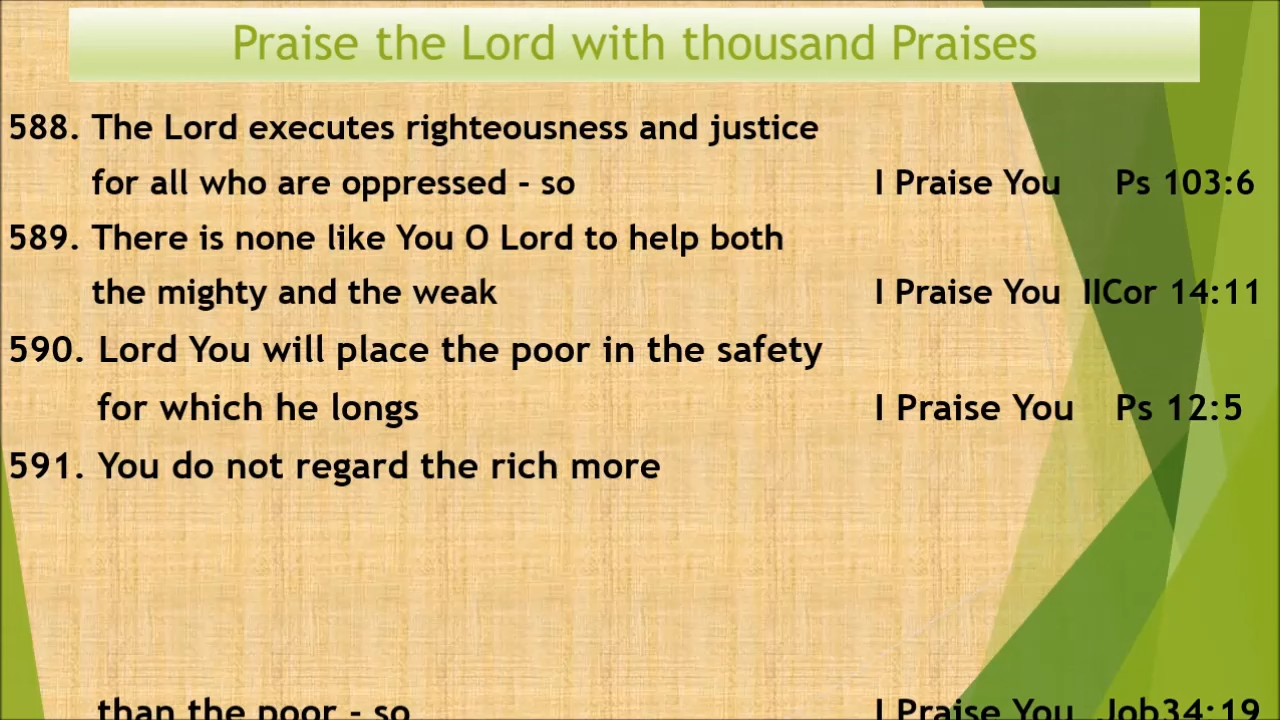 Praise the Lord with thousand Praises
588. The Lord executes righteousness and justice
for all who are oppressed - so I Praise You Ps 103:6
589. There is none like You O Lord to help both
the mighty and the weak I Praise You IICor 14:11
590. Lord You will place the poor in the safety
for which he longs I Praise You Ps 12:5
591. You do not regard the rich more
than the poor - so I Praise You Job34:19